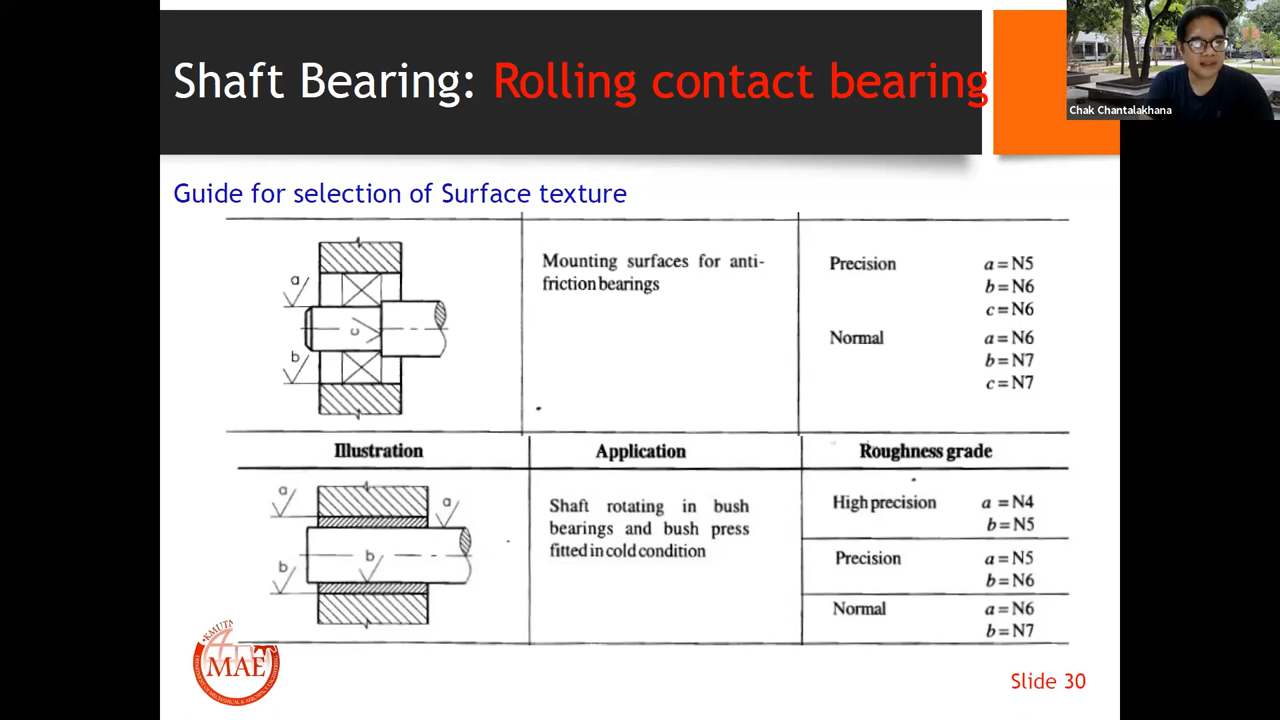 Shaft Bearing: Rolling contact bearing
Chak Chantalakhana
Guide for selection of Surface texture
a
c
b
Mounting surfaces for anti-
friction bearings
Precision a = N5
b = N6
c = N6
Normal a = N6
b = N7
c = N7
Illustration Application Roughness grade
a
a
b
b
Shaft rotating in bush
bearings and bush press
fitted in cold condition
High precision a = N4
b = N5
Precision a = N5
b = N6
Normal a = N6
b = N7
KMUTN
MAE
Slide 30